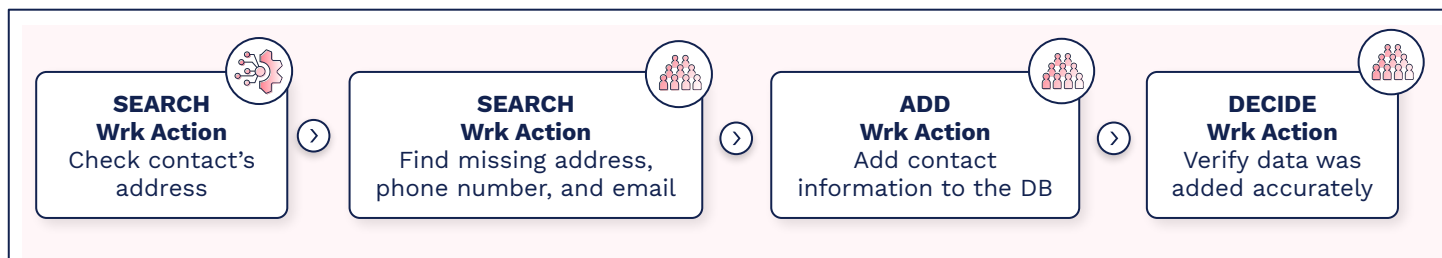 SEARCH
Wrk Action
Check contact’s
address
SEARCH
Wrk Action
Find missing address,
phone number, and email
ADD
Wrk Action
Add contact
information to the DB
DECIDE
Wrk Action
Verify data was
added accurately